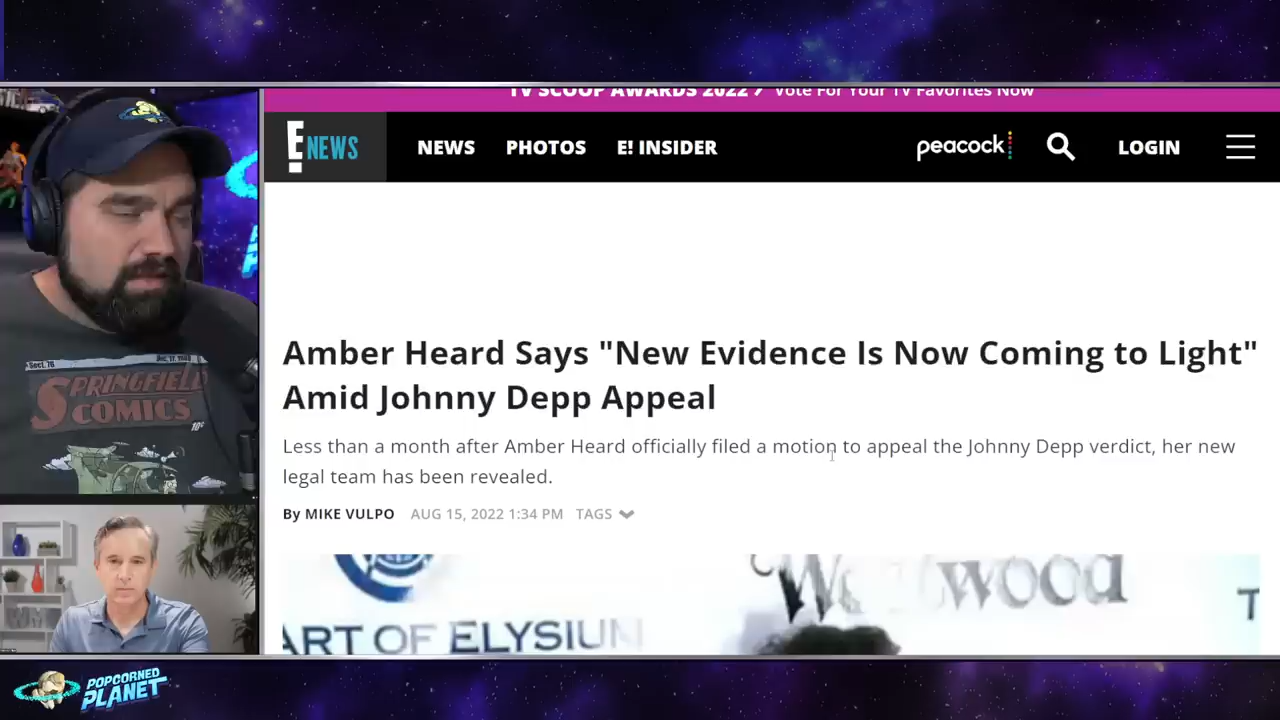 TV SCOOP AWARDS 2022 Vote For Your TV Favorites Now
E! NEWS
NEWS PHOTOS E! INSIDER peacock LOGIN
Amber Heard Says "New Evidence Is Now Coming to Light"
Amid Johnny Depp Appeal
Less than a month after Amber Heard officially filed a motion to appeal the Johnny Depp verdict, her new
legal team has been revealed.
By MIKE VULPO AUG 15, 2022 1:34 PM TAGS
ART OF ELYSIUM
SPRINGFIELD
COMICS
10¢
POPCORNED
PLANET